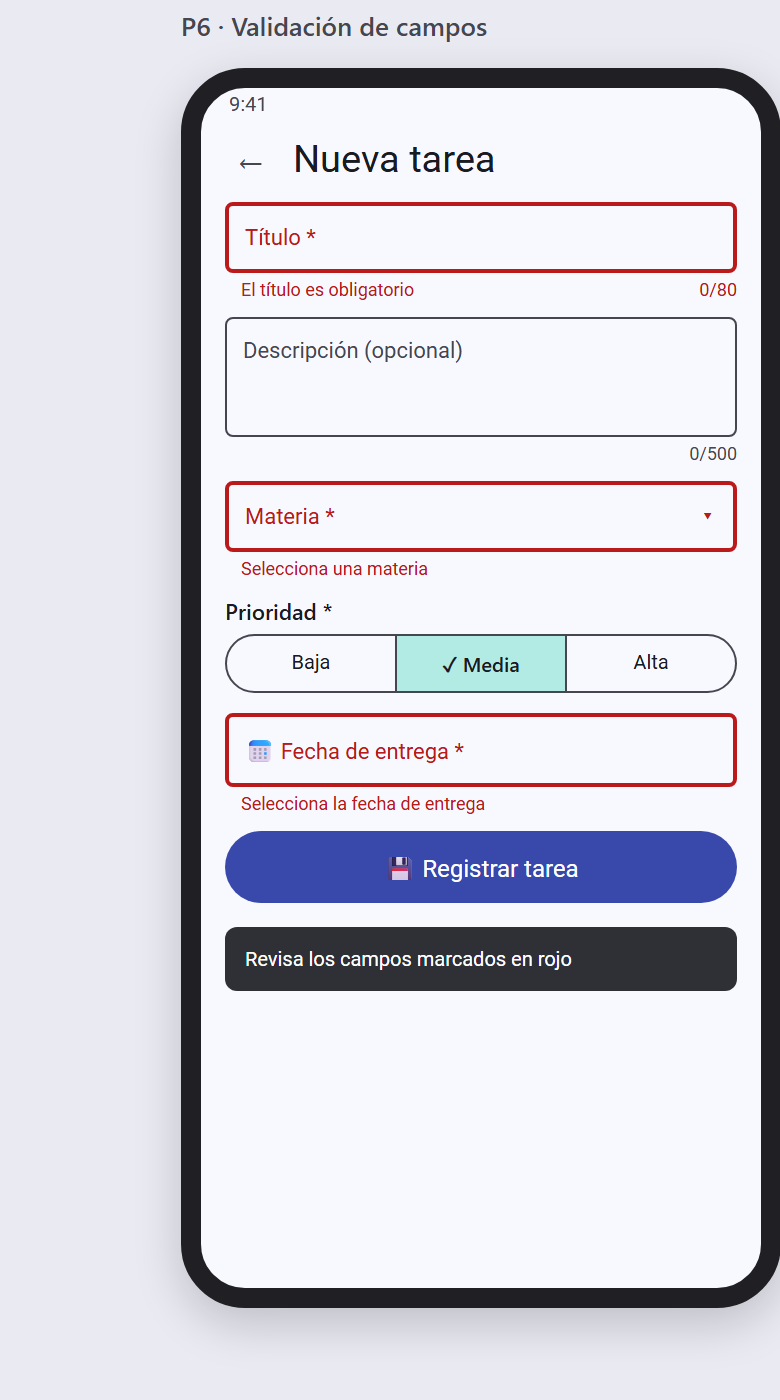 P6 · Validación de campos
9:41
← Nueva tarea
Título *
El título es obligatorio 0/80
Descripción (opcional)
0/500
Materia *
Selecciona una materia
Prioridad *
Baja ✓ Media Alta
Fecha de entrega *
Selecciona la fecha de entrega
Registrar tarea
Revisa los campos marcados en rojo